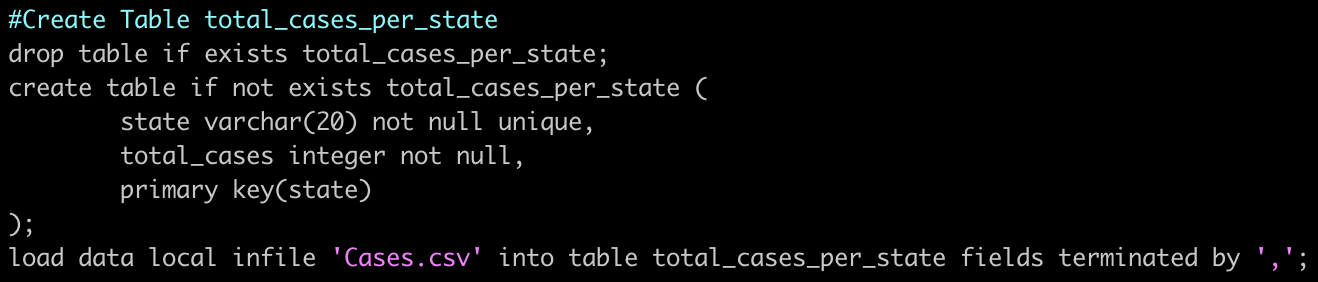 #Create Table total_cases_per_state
drop table if exists total_cases_per_state;
create table if not exists total_cases_per_state (
        state varchar(20) not null unique,
        total_cases integer not null,
        primary key(state)
);
load data local infile 'Cases.csv' into table total_cases_per_state fields terminated by ',';